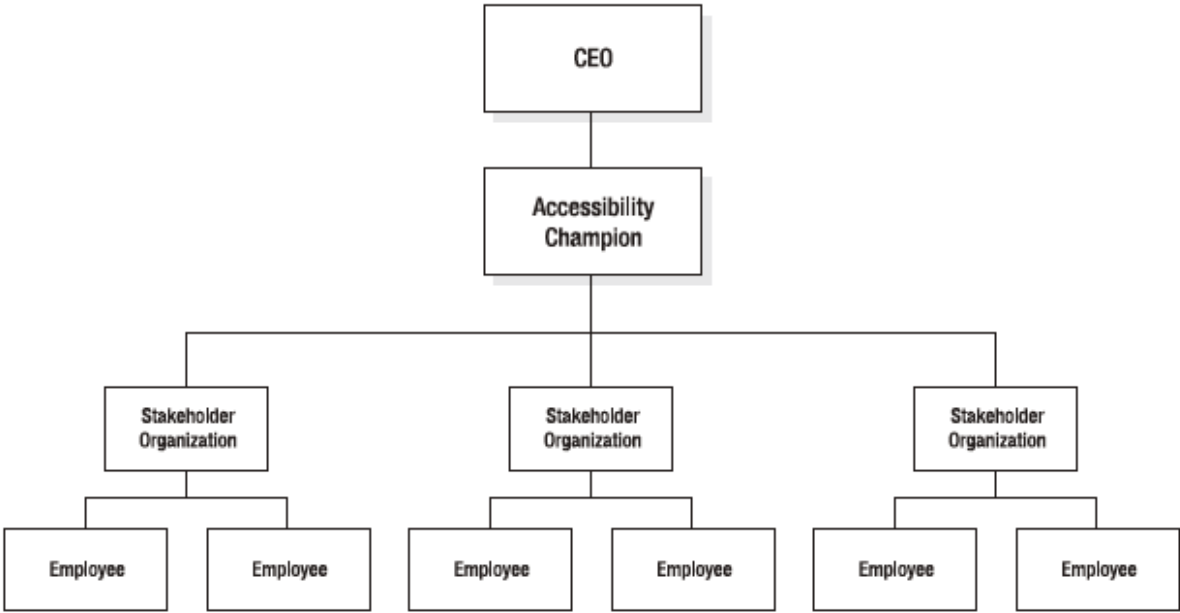 CEO
Accessibility
Champion
Stakeholder
Organization
Stakeholder
Organization
Stakeholder
Organization
Employee
Employee
Employee
Employee
Employee
Employee